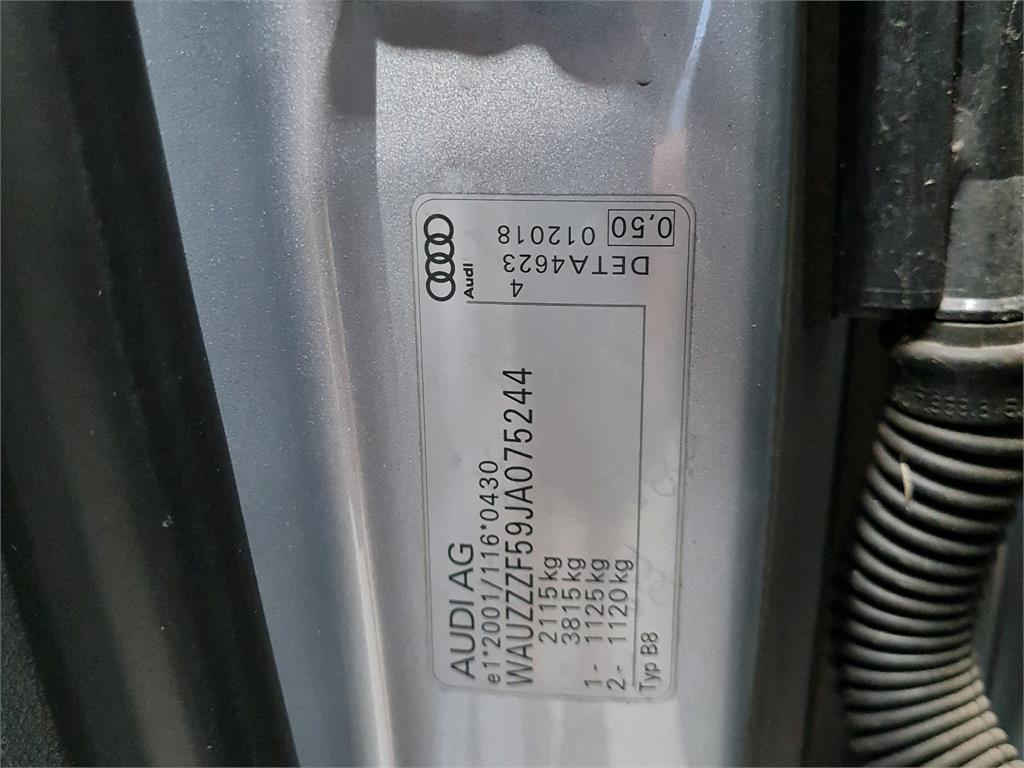 AUDI AG
e1*2001/116*0430
WAUZZZF59JA075244
2115kg
3815kg
1- 1125kg
2.- 1120kg
Typ B8
Audi
4
012018
DETA4623
0,50